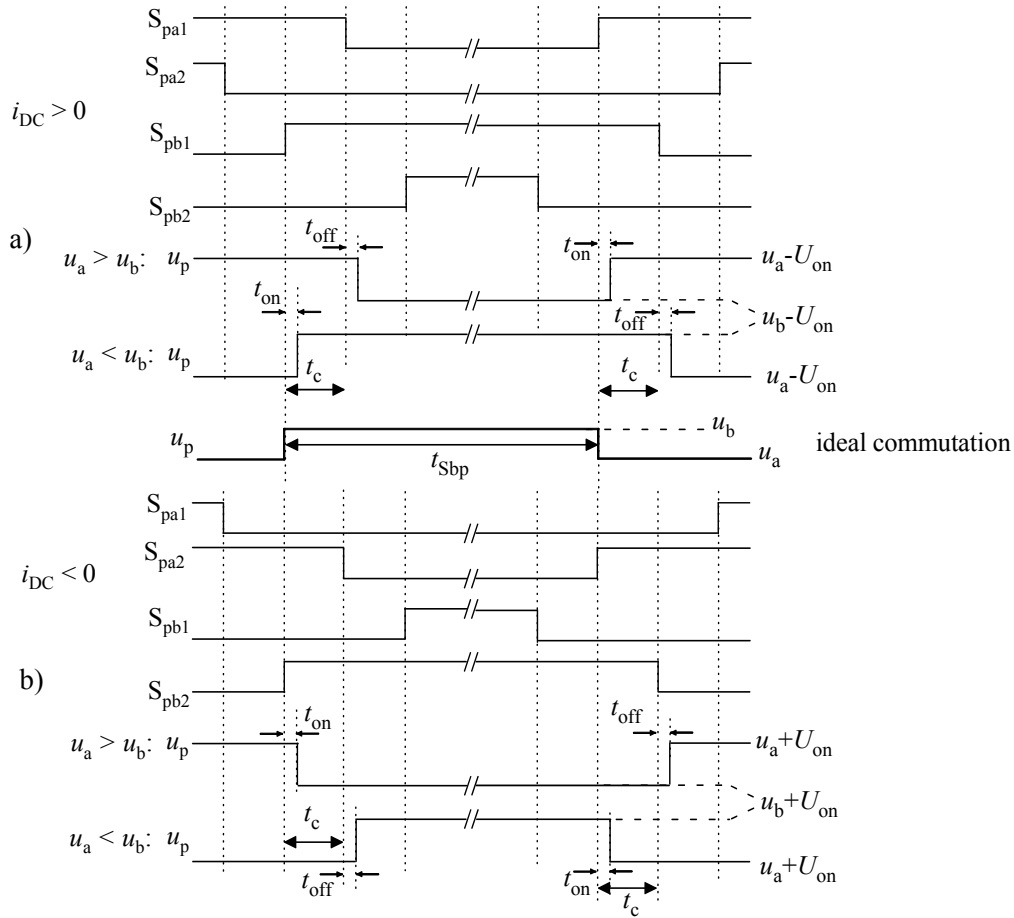 S_pa1
S_pa2
i_DC > 0
S_pb1
S_pb2
a)
t_off
t_on
u_a > u_b: u_p
u_a-U_on
t_on
t_off
u_b-U_on
u_a < u_b: u_p
t_c
t_c
u_a-U_on
u_p
u_b
t_Sbp
u_a
ideal commutation
S_pa1
S_pa2
i_DC < 0
S_pb1
b)
S_pb2
t_on
t_off
u_a > u_b: u_p
u_a+U_on
t_c
u_b+U_on
u_a < u_b: u_p
u_a+U_on
t_off
t_on
t_c